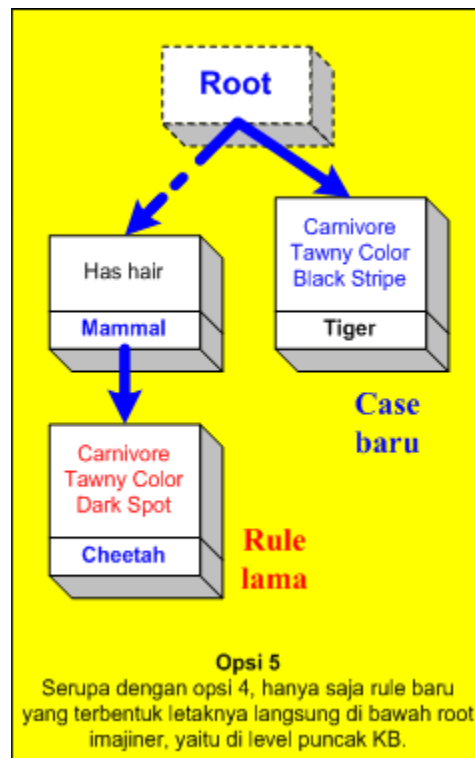 Root
Has hair
Mammal
Carnivore
Tawny Color
Black Stripe
Tiger
Case
baru
Carnivore
Tawny Color
Dark Spot
Cheetah
Rule
lama
Opsi 5
Serupa dengan opsi 4, hanya saja rule baru
yang terbentuk letaknya langsung di bawah root
imajiner, yaitu di level puncak KB.